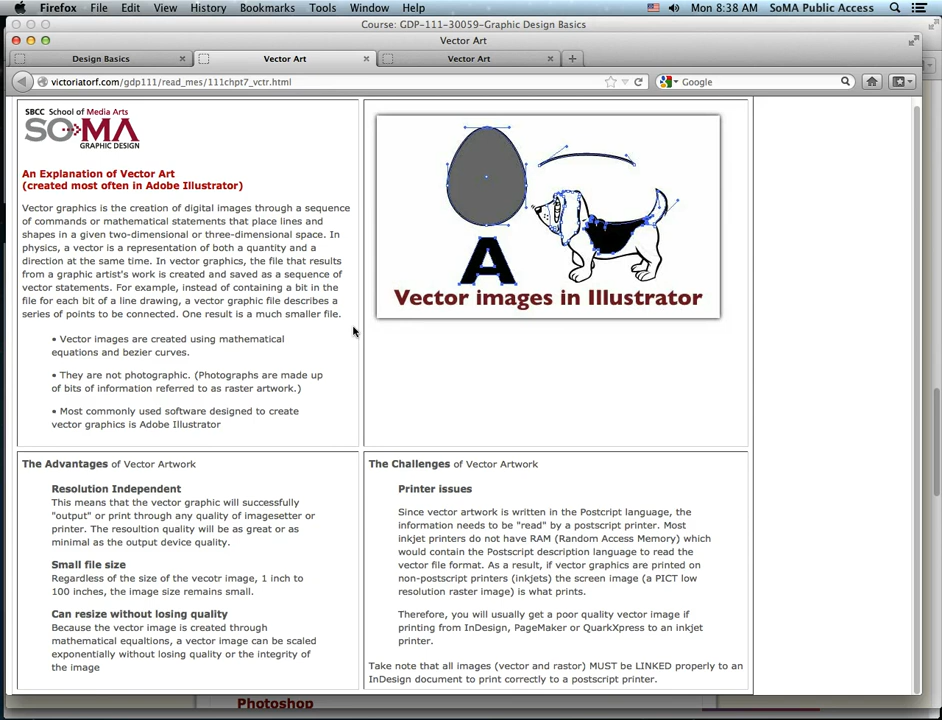 Firefox File Edit View History Bookmarks Tools Window Help Mon 8:38 AM SoMA Public Access
Course: GDP-111-30059-Graphic Design Basics
Vector Art
Design Basics Vector Art Vector Art
victoriatorf.com/gdp111/read_mes/111chpt7_vctr.html Google
SBCC School of Media Arts
SOMA
GRAPHIC DESIGN
An Explanation of Vector Art
(created most often in Adobe Illustrator)
Vector graphics is the creation of digital images through a sequence
of commands or mathematical statements that place lines and
shapes in a given two-dimensional or three-dimensional space. In
physics, a vector is a representation of both a quantity and a
direction at the same time. In vector graphics, the file that results
from a graphic artist's work is created and saved as a sequence of
vector statements. For example, instead of containing a bit in the
file for each bit of a line drawing, a vector graphic file describes a
series of points to be connected. One result is a much smaller file.
• Vector images are created using mathematical
equations and bezier curves.
• They are not photographic. (Photographs are made up
of bits of information referred to as raster artwork.)
• Most commonly used software designed to create
vector graphics is Adobe Illustrator
A
Vector images in Illustrator
The Advantages of Vector Artwork
Resolution Independent
This means that the vector graphic will successfully
"output" or print through any quality of imagesetter or
printer. The resoultion quality will be as great or as
minimal as the output device quality.
Small file size
Regardless of the size of the vecotr image, 1 inch to
100 inches, the image size remains small.
Can resize without losing quality
Because the vector image is created through
mathematical equaltions, a vector image can be scaled
exponentially without losing quality or the integrity of
the image
The Challenges of Vector Artwork
Printer issues
Since vector artwork is written in the Postcript language, the
information needs to be "read" by a postscript printer. Most
inkjet printers do not have RAM (Random Access Memory) which
would contain the Postscript description language to read the
vector file format. As a result, if vector graphics are printed on
non-postscript printers (inkjets) the screen image (a PICT low
resolution raster image) is what prints.
Therefore, you will usually get a poor quality vector image if
printing from InDesign, PageMaker or QuarkXpress to an inkjet
printer.
Take note that all images (vector and rastor) MUST be LINKED properly to an
InDesign document to print correctly to a postscript printer.
Photoshop